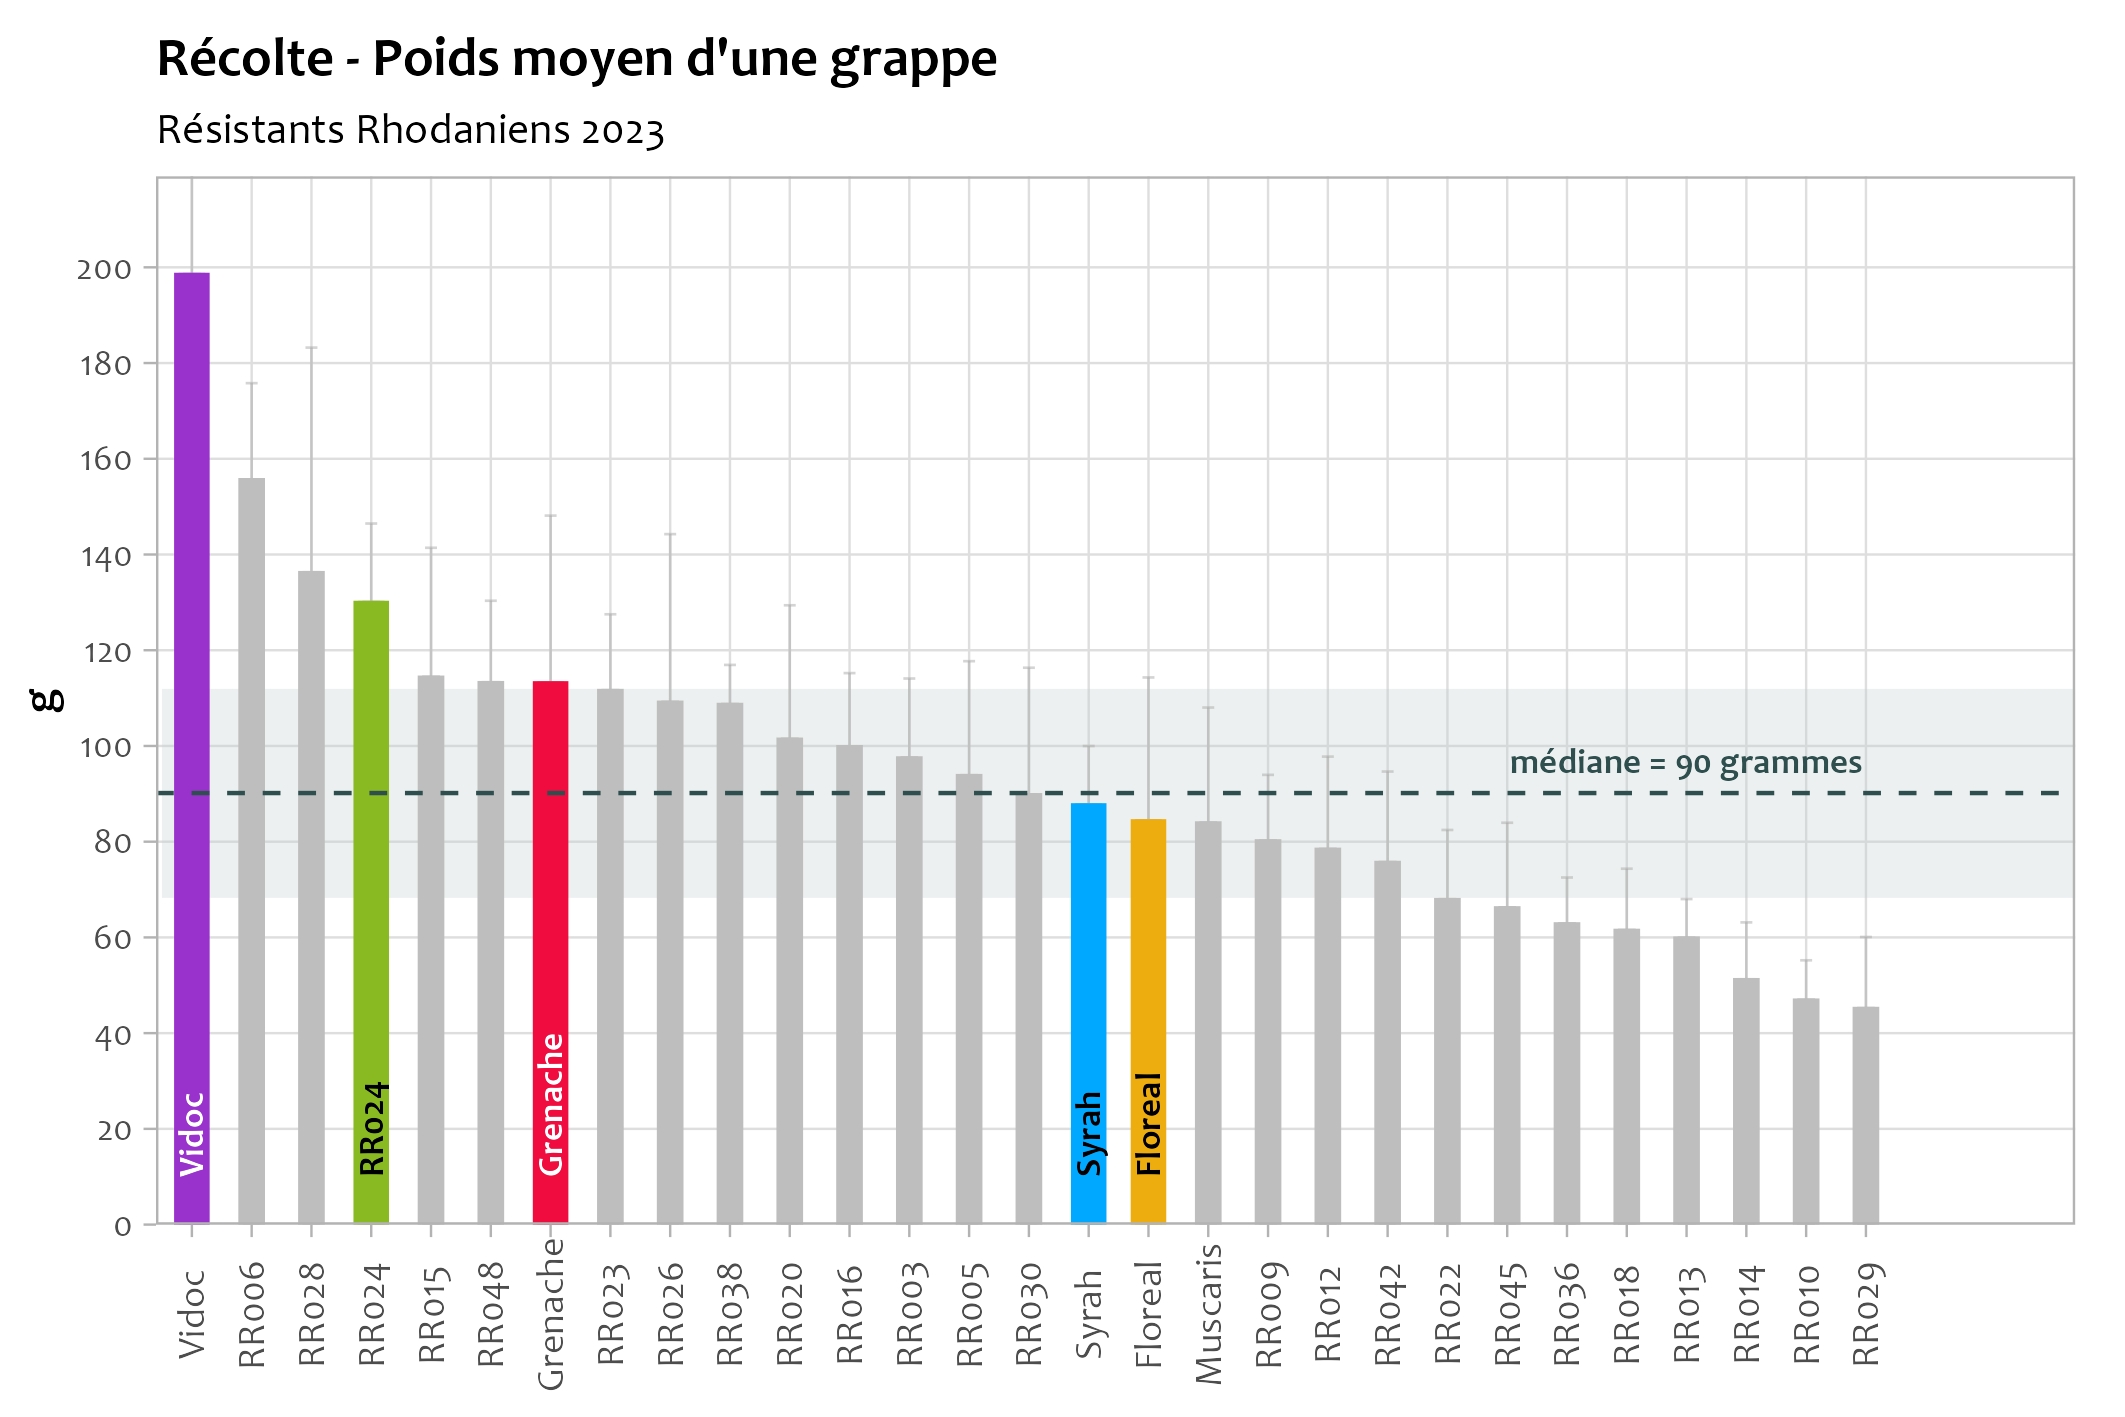 Récolte - Poids moyen d'une grappe
Résistants Rhodaniens 2023
g
200
180
160
140
120
100
80
60
40
20
0
médiane = 90 grammes
Vidoc
RR024
Grenache
Syrah
Floreal
Vidoc
RR006
RR028
RR024
RR015
RR048
Grenache
RR023
RR026
RR038
RR020
RR016
RR003
RR005
RR030
Syrah
Floreal
Muscaris
RR009
RR012
RR042
RR022
RR045
RR036
RR018
RR013
RR014
RR010
RR029